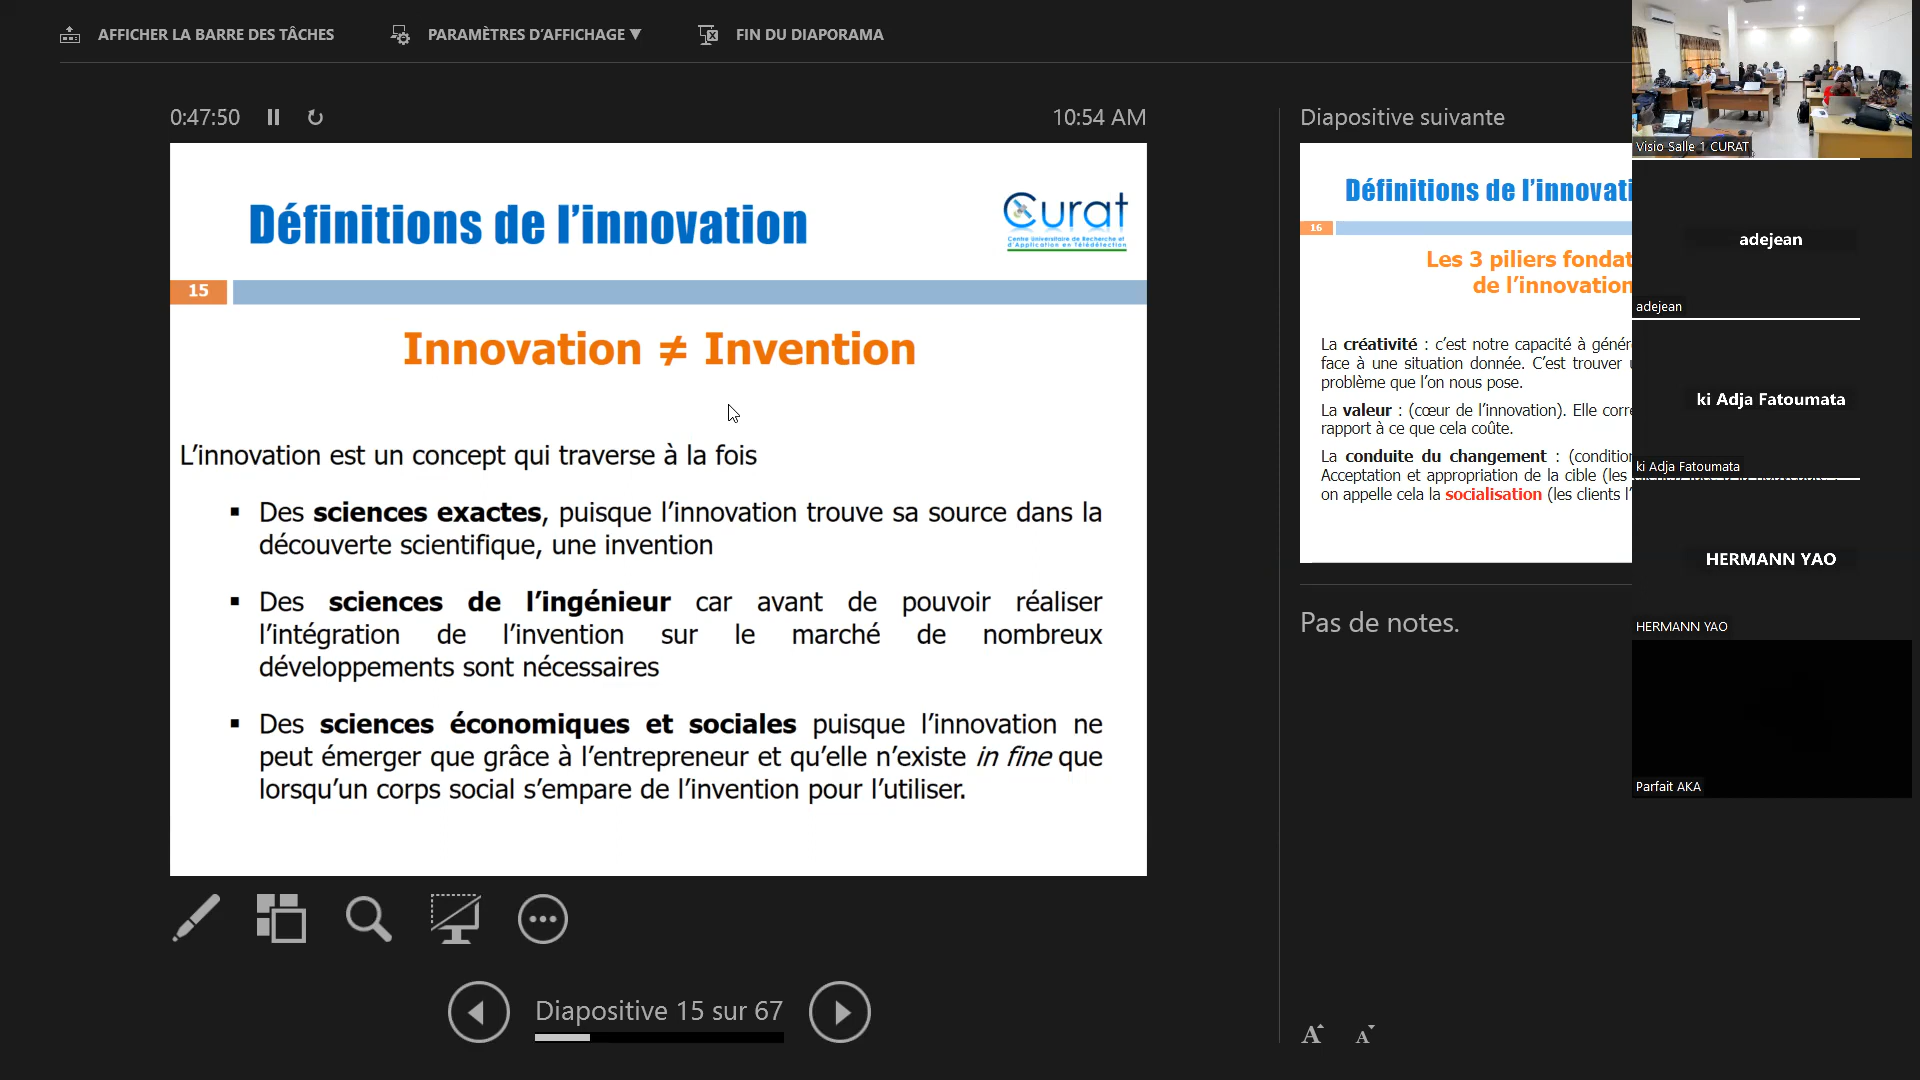 AFFICHER LA BARRE DES TÂCHES
PARAMÈTRES D'AFFICHAGE ▼
FIN DU DIAPORAMA
0:47:50
10:54 AM
Définitions de l'innovation
Curat
Centre Universitaire de Recherche et
d'Application en Télédétection
15
Innovation ≠ Invention
L'innovation est un concept qui traverse à la fois
▪ Des sciences exactes, puisque l'innovation trouve sa source dans la
découverte scientifique, une invention
▪ Des sciences de l'ingénieur car avant de pouvoir réaliser
l'intégration de l'invention sur le marché de nombreux
développements sont nécessaires
▪ Des sciences économiques et sociales puisque l'innovation ne
peut émerger que grâce à l'entrepreneur et qu'elle n'existe in fine que
lorsqu'un corps social s'empare de l'invention pour l'utiliser.
Diapositive 15 sur 67
Diapositive suivante
Définitions de l'innovati
16
Les 3 piliers fondat
de l'innovation
La créativité : c'est notre capacité à génér
face à une situation donnée. C'est trouver
problème que l'on nous pose.
La valeur : (cœur de l'innovation). Elle corr
rapport à ce que cela coûte.
La conduite du changement : (condition
Acceptation et appropriation de la cible (les
on appelle cela la socialisation (les clients l'
Pas de notes.
A A
Visio Salle 1 CURAT
adejean
adejean
ki Adja Fatoumata
ki Adja Fatoumata
HERMANN YAO
HERMANN YAO
Parfait AKA